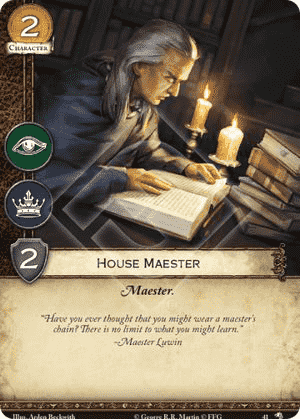 2
CHARACTER
2
HOUSE MAESTER
Maester.
"Have you ever thought that you might wear a maester's
chain? There is no limit to what you might learn."
-Maester Luwin
Illus. Arden Beckwith
© George R.R. Martin © FFG
41